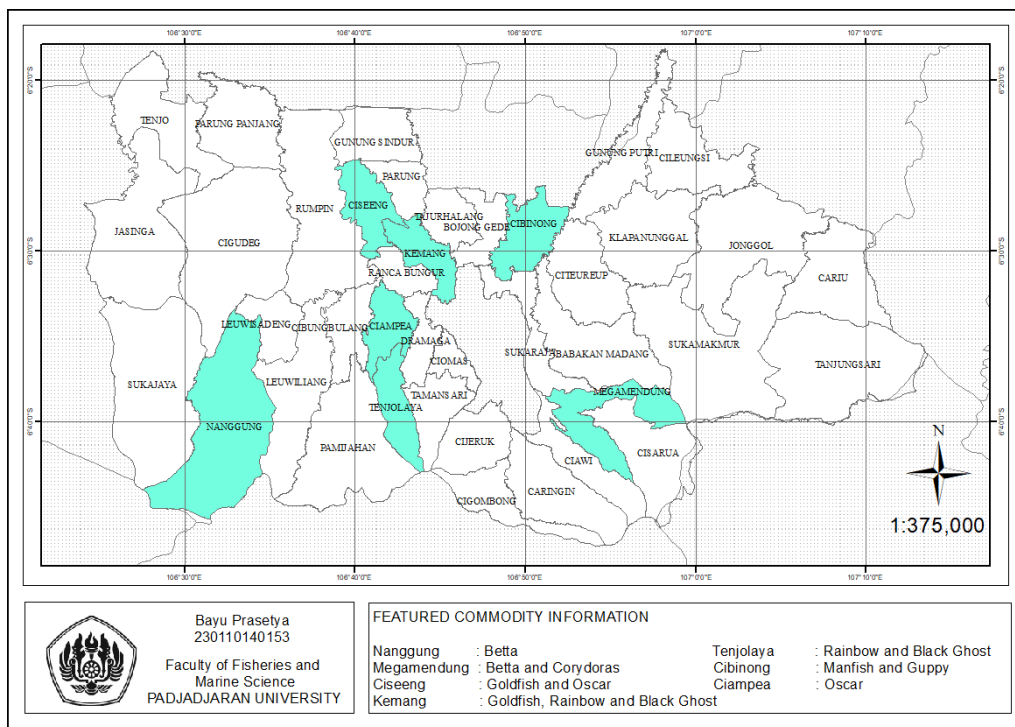 106°30'0"E 106°40'0"E 106°50'0"E 107°0'0"E 107°10'0"E
6°20'0"S 6°20'0"S
TENJO
PARUNG PANJANG
GUNUNG SINDUR
GUNUNG PUTRI
CILEUNGSI
PARUNG
RUMPIN
CISEENG
TAJURHALANG
BOJONG GEDE
CIBINONG
JASINGA
CIGUDEG
KLAPANUNGGAL
JONGGOL
6°30'0"S 6°30'0"S
KEMANG
RANCA BUNGUR
CITEUREUP
CARIU
LEUWISADENG
CIBUNGBULANG
CIAMPEA
DRAMAGA
CIOMAS
SUKARAJA
BABAKAN MADANG
SUKAMAKMUR
TANJUNGSARI
SUKAJAYA
LEUWILIANG
TENJOLAYA
TAMANSARI
MEGAMENDUNG
6°40'0"S 6°40'0"S
NANGGUNG
PAMIJAHAN
CIJERUK
CIAWI
CISARUA
CIGOMBONG
CARINGIN
N
1:375,000
106°30'0"E 106°40'0"E 106°50'0"E 107°0'0"E 107°10'0"E
Bayu Prasetya
230110140153
Faculty of Fisheries and
Marine Science
PADJADJARAN UNIVERSITY
FEATURED COMMODITY INFORMATION
Nanggung : Betta
Megamendung : Betta and Corydoras
Ciseeng : Goldfish and Oscar
Kemang : Goldfish, Rainbow and Black Ghost
Tenjolaya : Rainbow and Black Ghost
Cibinong : Manfish and Guppy
Ciampea : Oscar